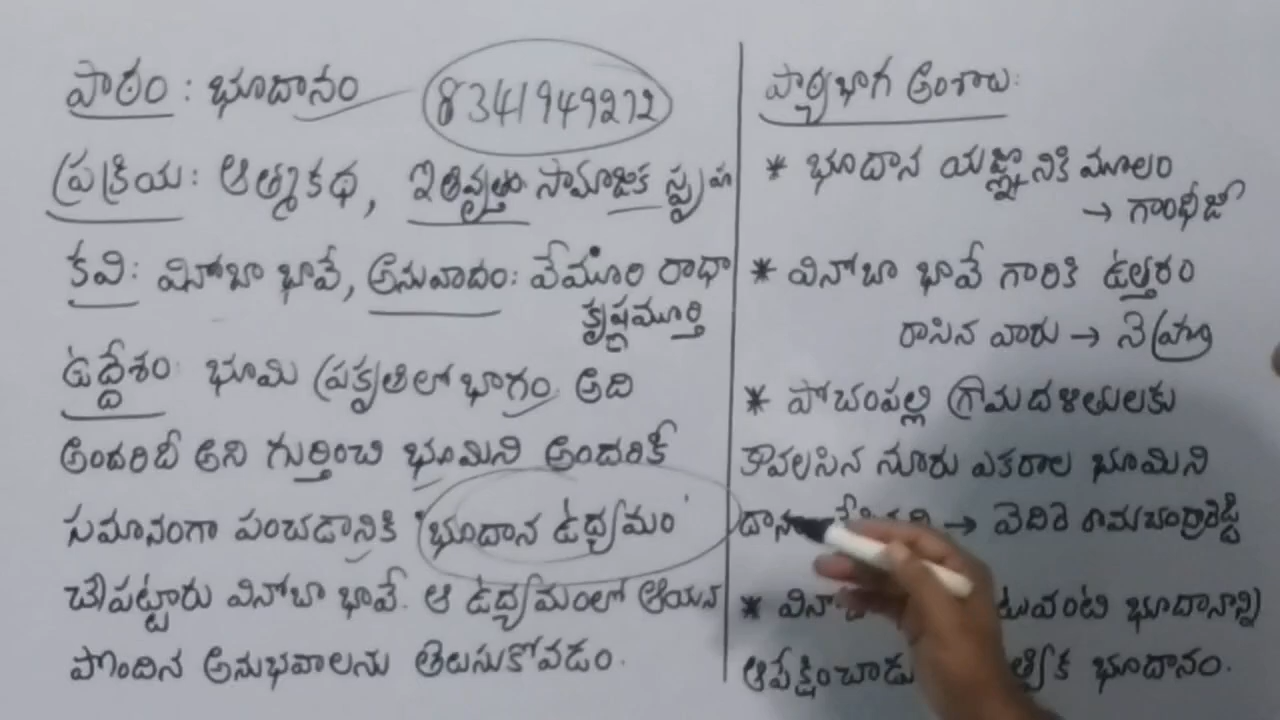 పాఠం : భూదానం
8341949272
ప్రక్రియ: ఆత్మకథ, ఇతివృత్తం: సామాజిక స్పృహ
కవి: వినోబా భావే, అనువాదం: వేమూరి రాధా
కృష్ణమూర్తి
ఉద్దేశం: భూమి ప్రకృతిలో భాగం. అది
అందరిదీ అని గుర్తించి భూమిని అందరికీ
సమానంగా పంచడానికి 'భూదాన ఉద్యమం'
చేపట్టారు వినోబా భావే. ఆ ఉద్యమంలో ఆయన
పొందిన అనుభవాలను తెలుసుకోవడం.
పాఠ్యభాగ అంశాలు:
* భూదాన యజ్ఞానికి మూలం
→ గాంధీజీ
* వినోబా భావే గారికి ఉత్తరం
రాసిన వారు → నెహ్రూ
* పోచంపల్లి గ్రామ దళితులకు
కావలసిన నూరు ఎకరాల భూమిని
→ వెదిరె రామచంద్రారెడ్డి
* భూదానాన్ని
ఆపేక్షించాడు భూదానం.